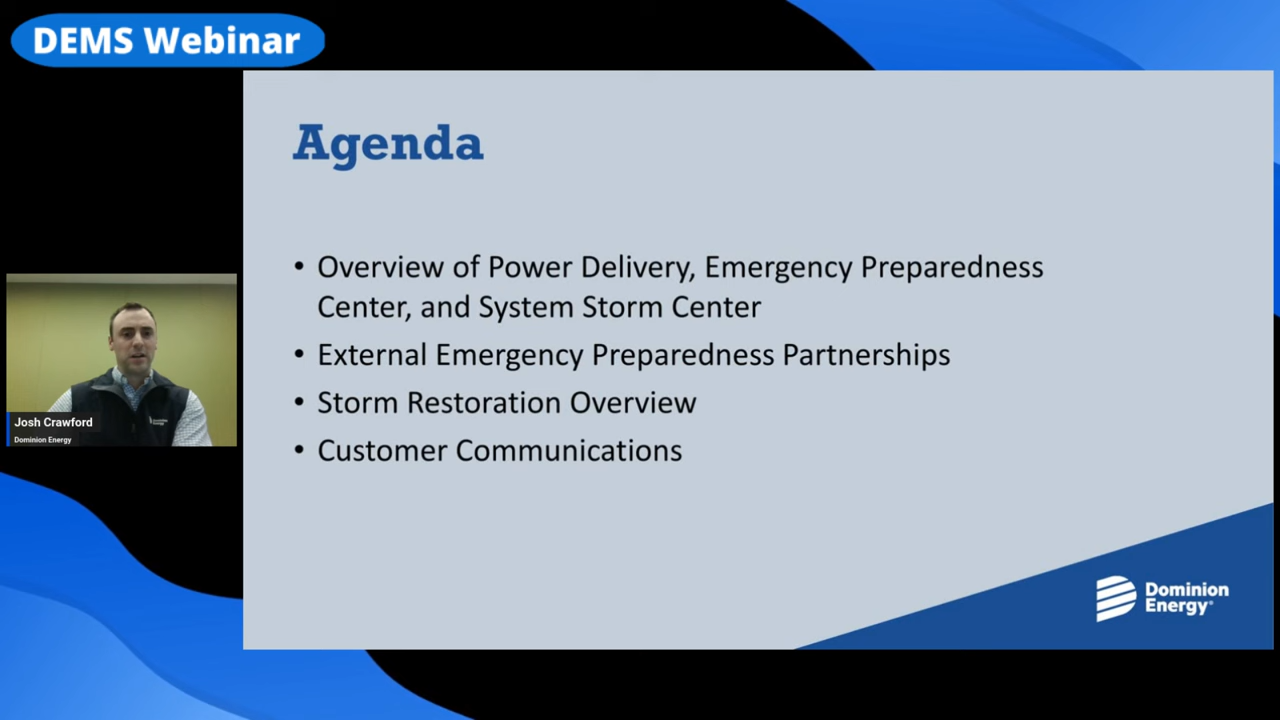 DEMS Webinar
Agenda
• Overview of Power Delivery, Emergency Preparedness
Center, and System Storm Center
• External Emergency Preparedness Partnerships
• Storm Restoration Overview
• Customer Communications
Josh Crawford
Dominion Energy
Dominion
Energy®